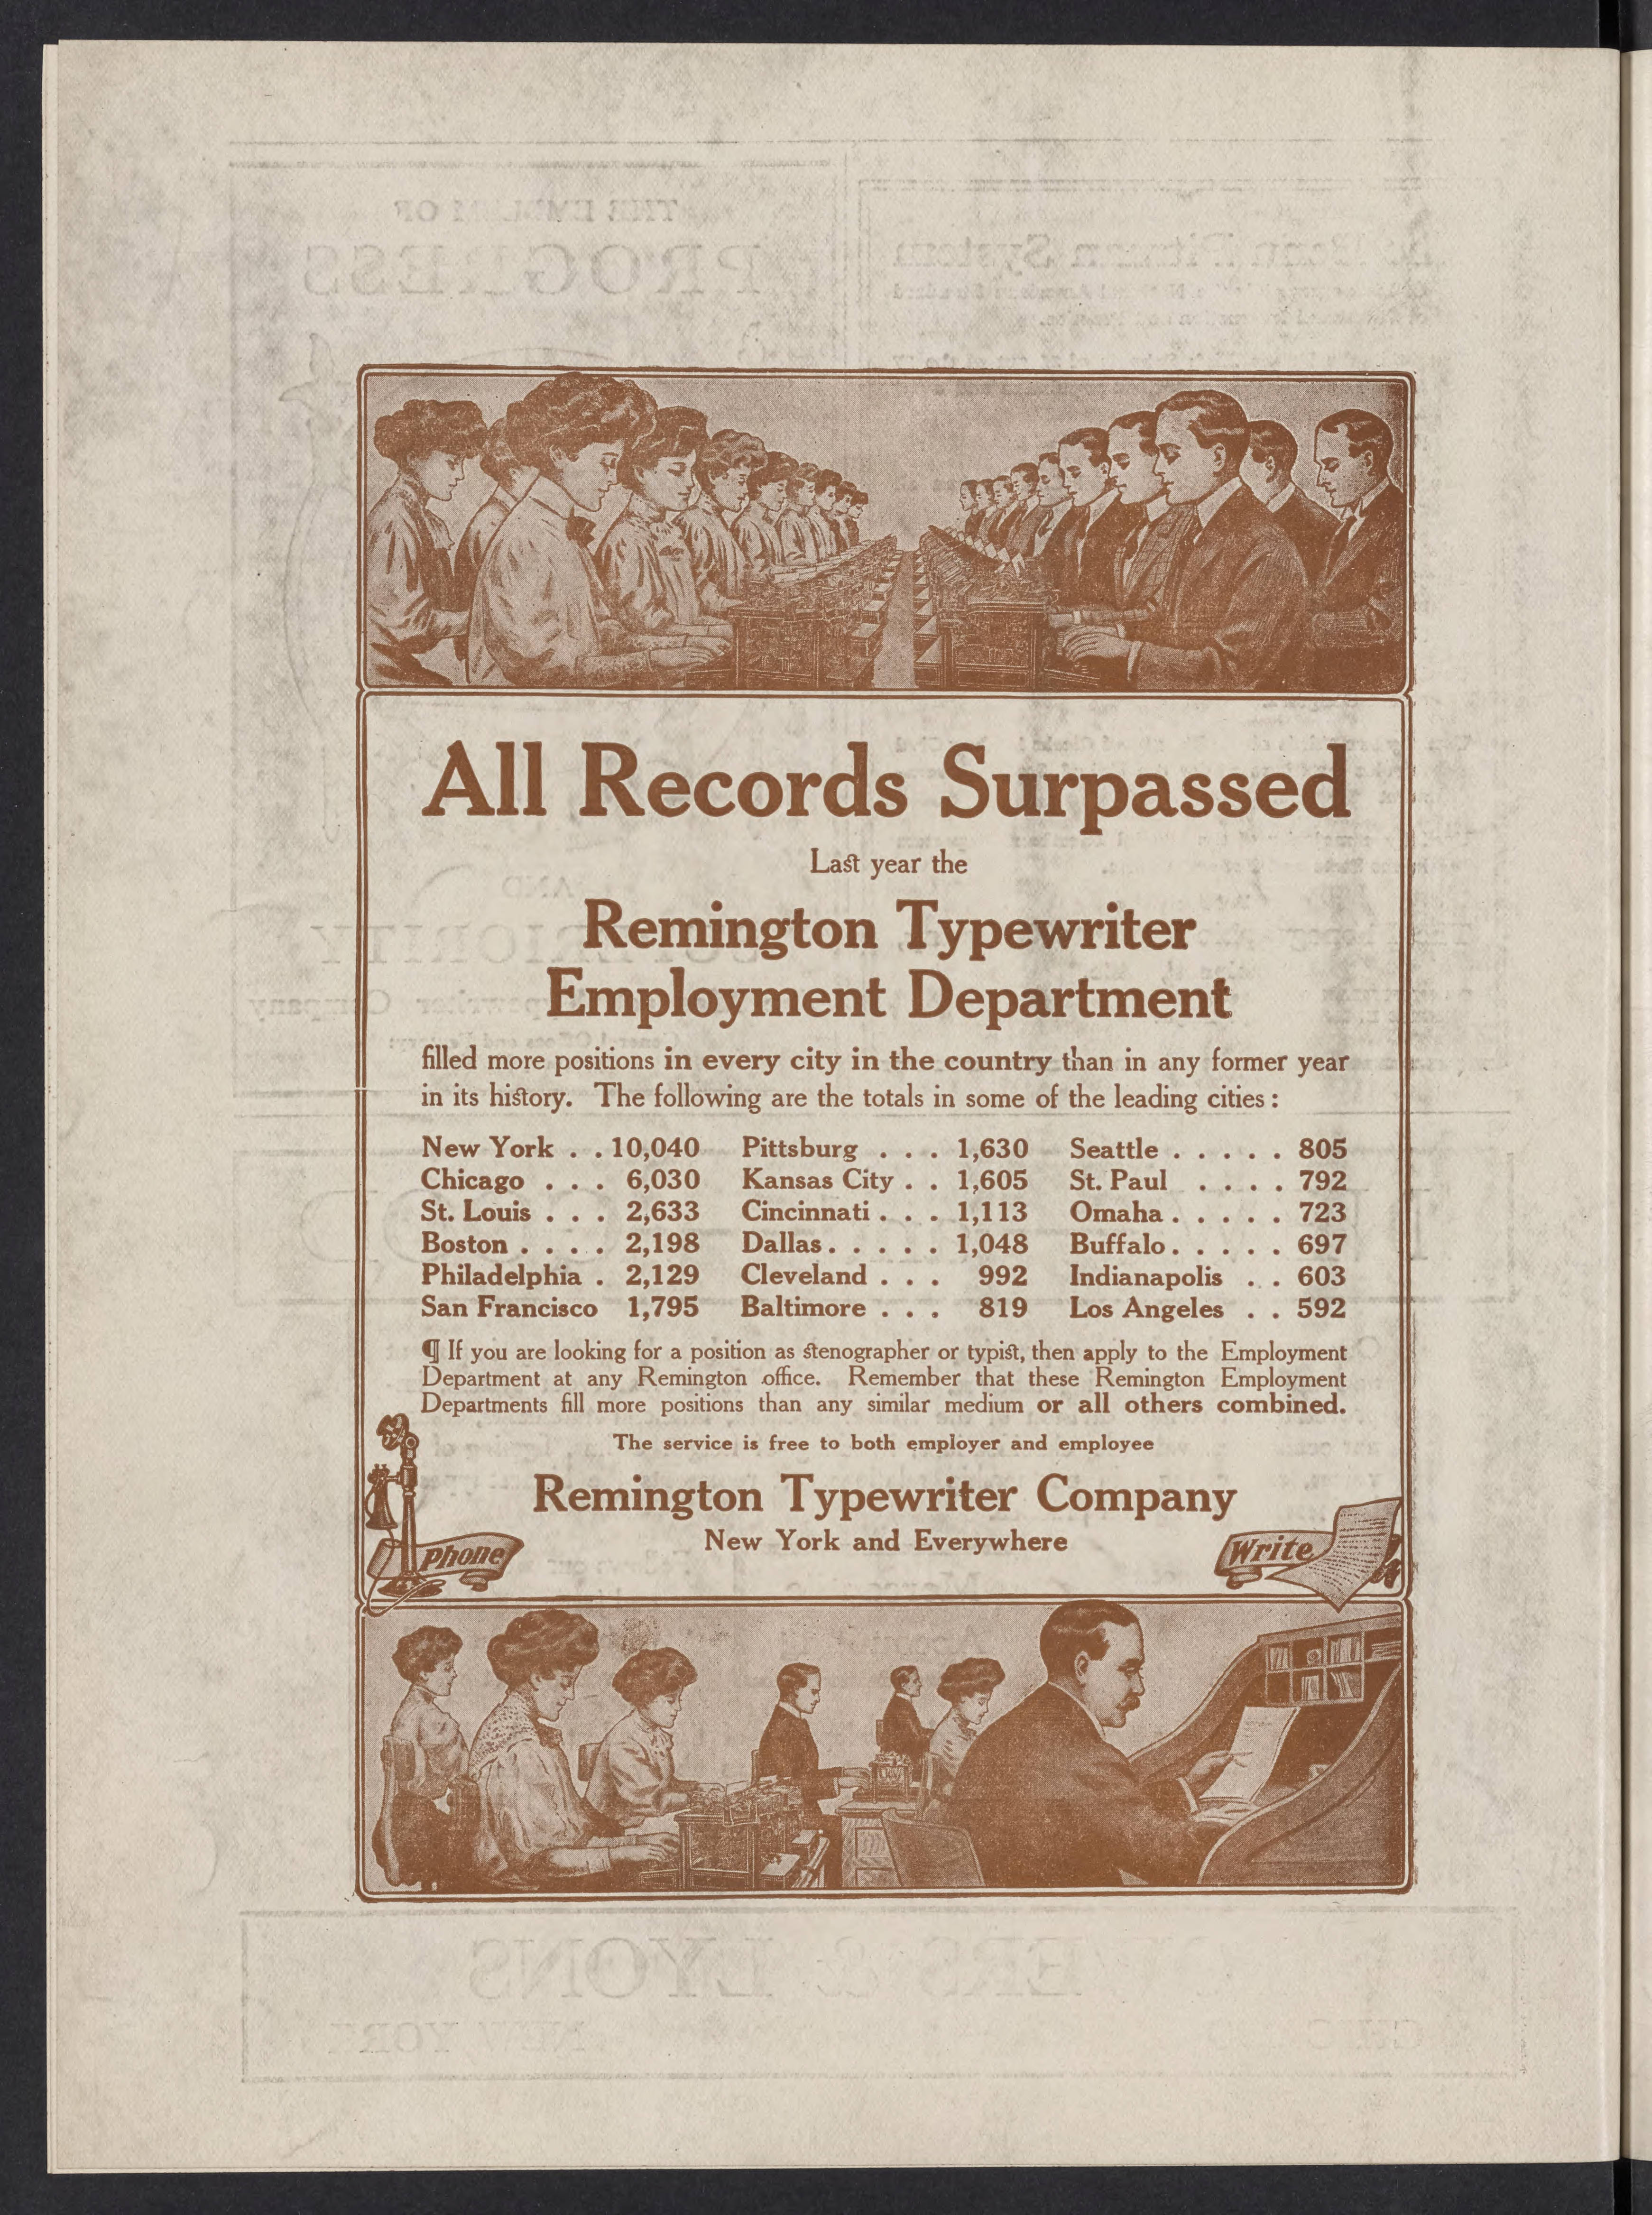 All Records Surpassed
Last year the
Remington Typewriter
Employment Department
filled more positions in every city in the country than in any former year
in its history. The following are the totals in some of the leading cities:
New York . . 10,040 Pittsburg . . . 1,630 Seattle . . . . . 805
Chicago . . . 6,030 Kansas City . . 1,605 St. Paul . . . . 792
St. Louis . . . 2,633 Cincinnati . . . 1,113 Omaha . . . . . 723
Boston . . . . 2,198 Dallas . . . . . 1,048 Buffalo . . . . . 697
Philadelphia . 2,129 Cleveland . . . 992 Indianapolis . . 603
San Francisco 1,795 Baltimore . . . 819 Los Angeles . . 592
¶ If you are looking for a position as stenographer or typist, then apply to the Employment
Department at any Remington office. Remember that these Remington Employment
Departments fill more positions than any similar medium or all others combined.
The service is free to both employer and employee
Remington Typewriter Company
New York and Everywhere
Phone
Write